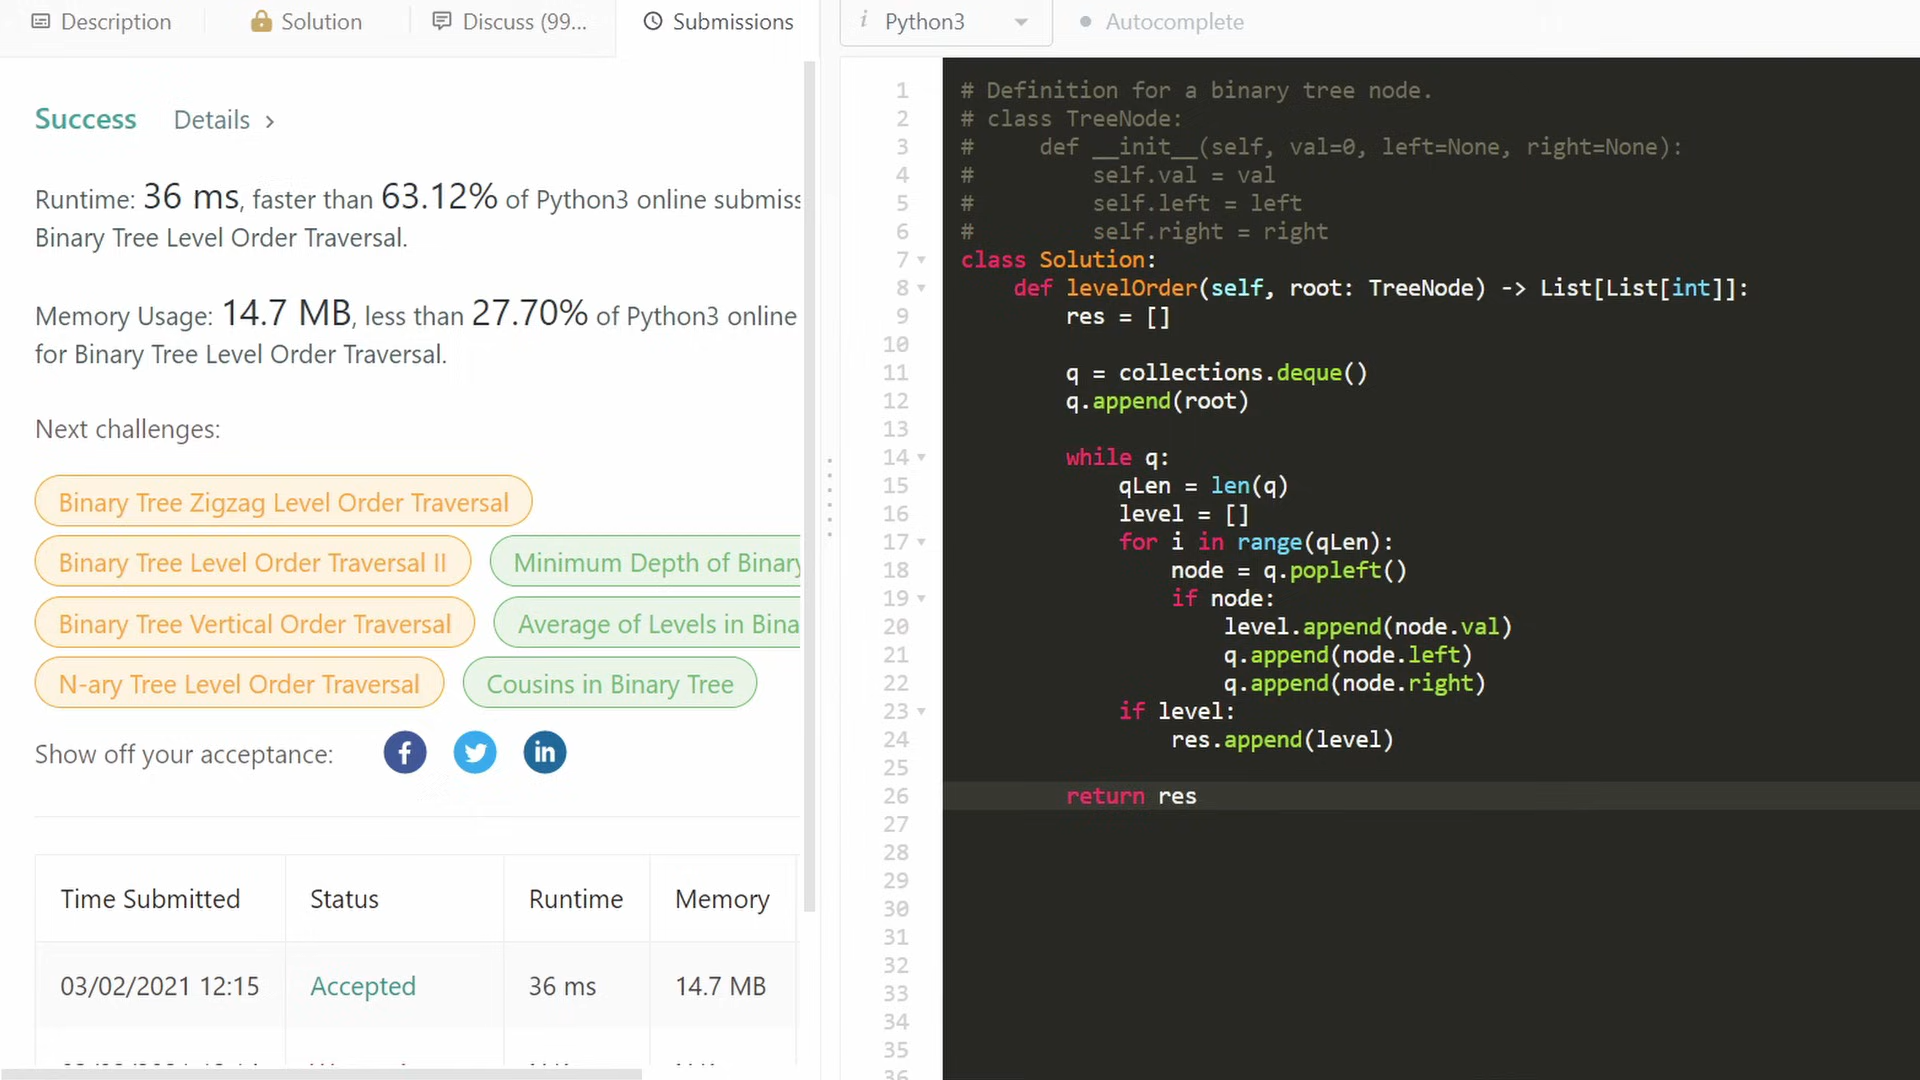 Description
Solution
Discuss (99...
Submissions
i Python3
Autocomplete
Success Details >
Runtime: 36 ms, faster than 63.12% of Python3 online
Binary Tree Level Order Traversal.
Memory Usage: 14.7 MB, less than 27.70% of Python3 online
for Binary Tree Level Order Traversal.
Next challenges:
Binary Tree Zigzag Level Order Traversal
Binary Tree Level Order Traversal II
Minimum Depth of Binary
Binary Tree Vertical Order Traversal
Average of Levels in
N-ary Tree Level Order Traversal
Cousins in Binary Tree
Show off your acceptance:
f
in
Time Submitted Status Runtime Memory
03/02/2021 12:15 Accepted 36 ms 14.7 MB
1 # Definition for a binary tree node.
2 # class TreeNode:
3 #     def __init__(self, val=0, left=None, right=None):
4 #         self.val = val
5 #         self.left = left
6 #         self.right = right
7 class Solution:
8     def levelOrder(self, root: TreeNode) -> List[List[int]]:
9         res = []
10
11         q = collections.deque()
12         q.append(root)
13
14         while q:
15             qLen = len(q)
16             level = []
17             for i in range(qLen):
18                 node = q.popleft()
19                 if node:
20                     level.append(node.val)
21                     q.append(node.left)
22                     q.append(node.right)
23             if level:
24                 res.append(level)
25
26         return res
27
28
29
30
31
32
33
34
35
36